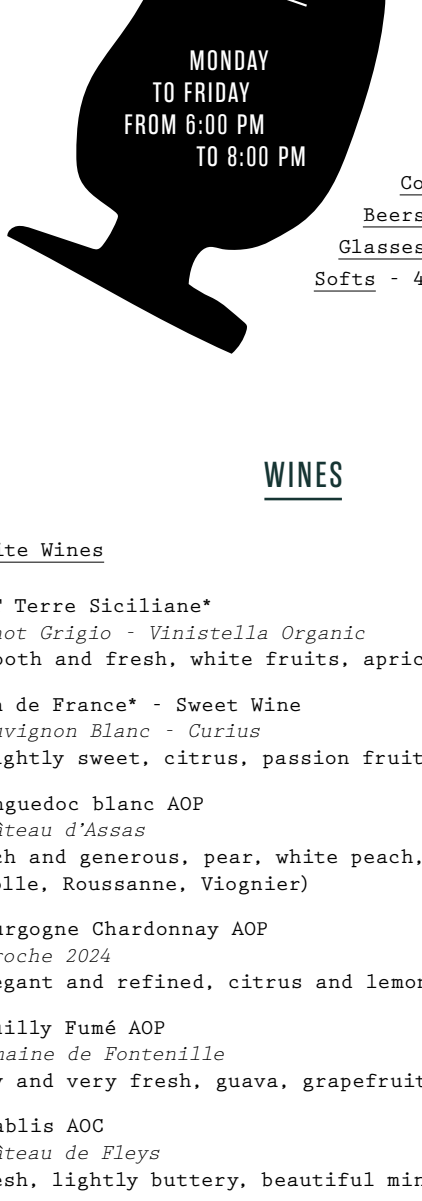 MONDAY
TO FRIDAY
FROM 6:00 PM
TO 8:00 PM
Co
Beers
Glasses
Softs - 4
WINES
ite Wines
Terre Siciliane*
not Grigio - Vinistella Organic
ooth and fresh, white fruits, apric
n de France* - Sweet Wine
uvignon Blanc - Curius
ightly sweet, citrus, passion fruit
nguedoc blanc AOP
âteau d'Assas
ch and generous, pear, white peach,
olle, Roussanne, Viognier)
urgogne Chardonnay AOP
roche 2024
egant and refined, citrus and lemon
uilly Fumé AOP
maine de Fontenille
y and very fresh, guava, grapefruit
ablis AOC
âteau de Fleys
esh, lightly buttery, beautiful min